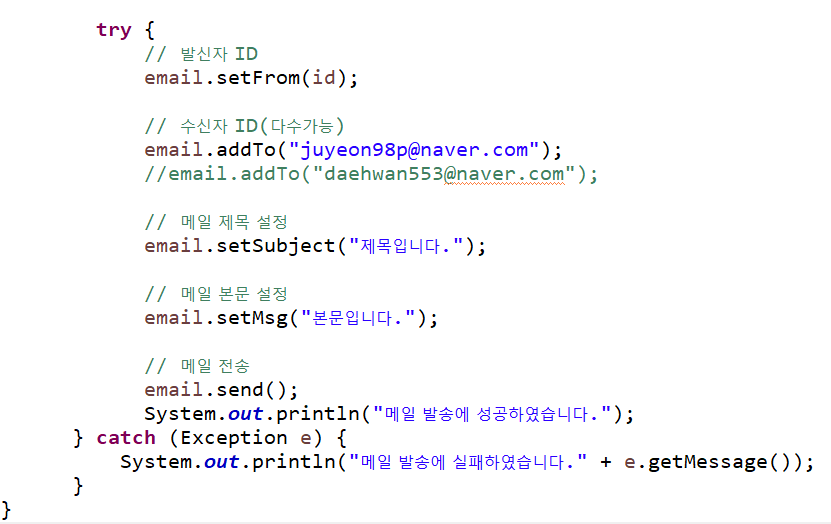 try {
// 발신자 ID
email.setFrom(id);
// 수신자 ID(다수가능)
email.addTo("juyeon98p@naver.com");
//email.addTo("daehwan553@naver.com");
// 메일 제목 설정
email.setSubject("제목입니다.");
// 메일 본문 설정
email.setMsg("본문입니다.");
// 메일 전송
email.send();
System.out.println("메일 발송에 성공하였습니다.");
} catch (Exception e) {
System.out.println("메일 발송에 실패하였습니다." + e.getMessage());
}
}